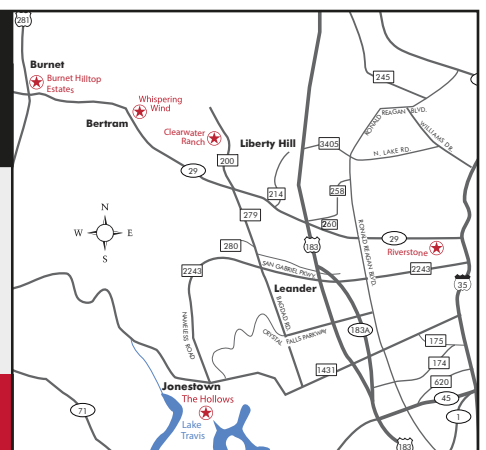 281
Burnet
Burnet Hilltop
Estates
245
Whispering
Wind
Bertram
RONALD REAGAN BLVD.
WILLIAMS DR.
Clearwater
Ranch
Liberty Hill
3405
N. LAKE RD.
200
29
214
258
279
260
N
W E
S
280
183
29
Riverstone
RONALD REAGAN BLVD.
2243
SAN GABRIEL PKWY.
2243
35
Leander
BAGDAD RD.
NAMELESS ROAD
CRYSTAL FALLS PARKWAY
183A
175
174
1431
620
Jonestown
The Hollows
45
71
1
Lake
Travis
183